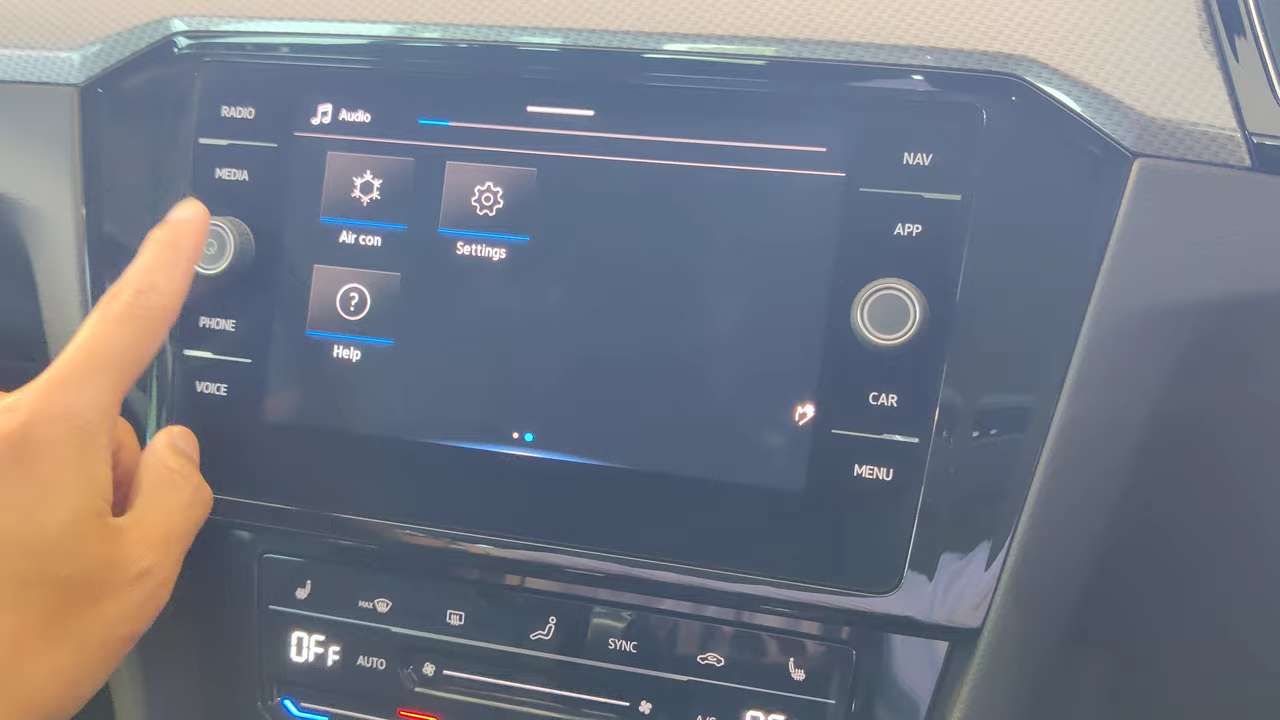 RADIO
Audio
MEDIA
NAV
APP
Air con
Settings
PHONE
Help
VOICE
CAR
MENU
MAX
SYNC
OFF
AUTO